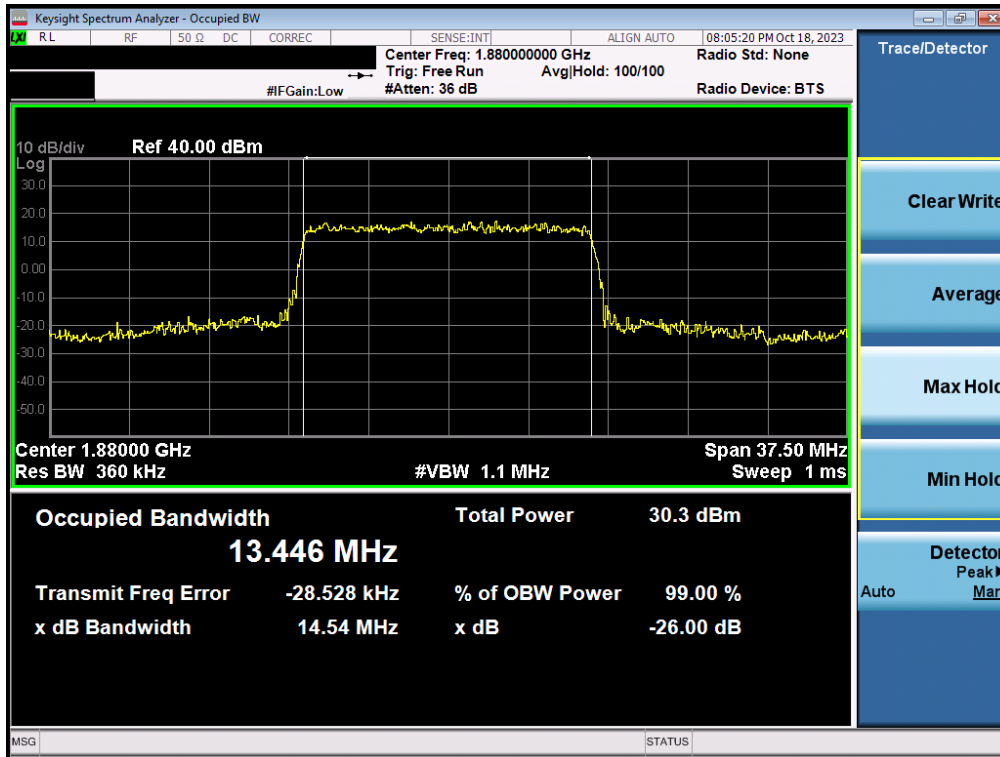 Keysight Spectrum Analyzer - Occupied BW
LXI RL RF 50 Ω DC CORREC SENSE:INT ALIGN AUTO 08:05:20 PM Oct 18, 2023
Center Freq: 1.880000000 GHz Radio Std: None
Trig: Free Run Avg|Hold: 100/100
#IFGain:Low #Atten: 36 dB Radio Device: BTS
Trace/Detector
10 dB/div Ref 40.00 dBm
Log
30.0
20.0
10.0
0.00
-10.0
-20.0
-30.0
-40.0
-50.0
Center 1.88000 GHz Span 37.50 MHz
Res BW 360 kHz #VBW 1.1 MHz Sweep 1 ms
Occupied Bandwidth Total Power 30.3 dBm
13.446 MHz
Transmit Freq Error -28.528 kHz % of OBW Power 99.00 %
x dB Bandwidth 14.54 MHz x dB -26.00 dB
Clear Write
Average
Max Hold
Min Hold
Detector
Peak
Auto Man
MSG STATUS